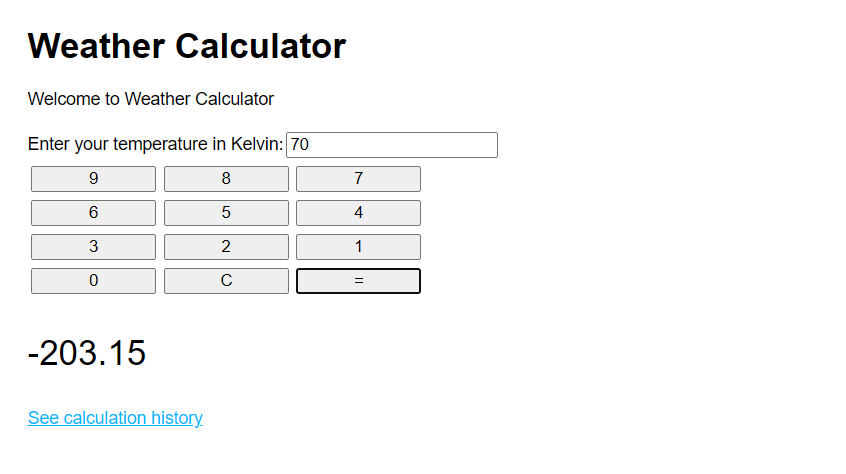 Weather Calculator
Welcome to Weather Calculator
Enter your temperature in Kelvin: 70
9 8 7
6 5 4
3 2 1
0 C =
-203.15
See calculation history